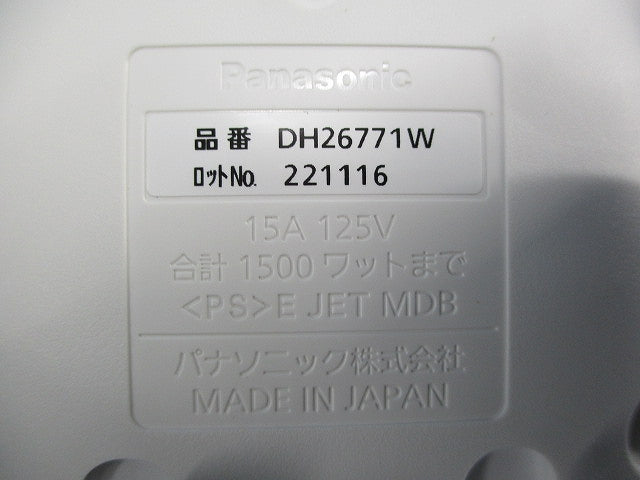 Panasonic
品番 DH26771W
ロットNo. 221116
15A 125V
合計 1500 ワットまで
<PS>E JET MDB
パナソニック株式会社
MADE IN JAPAN